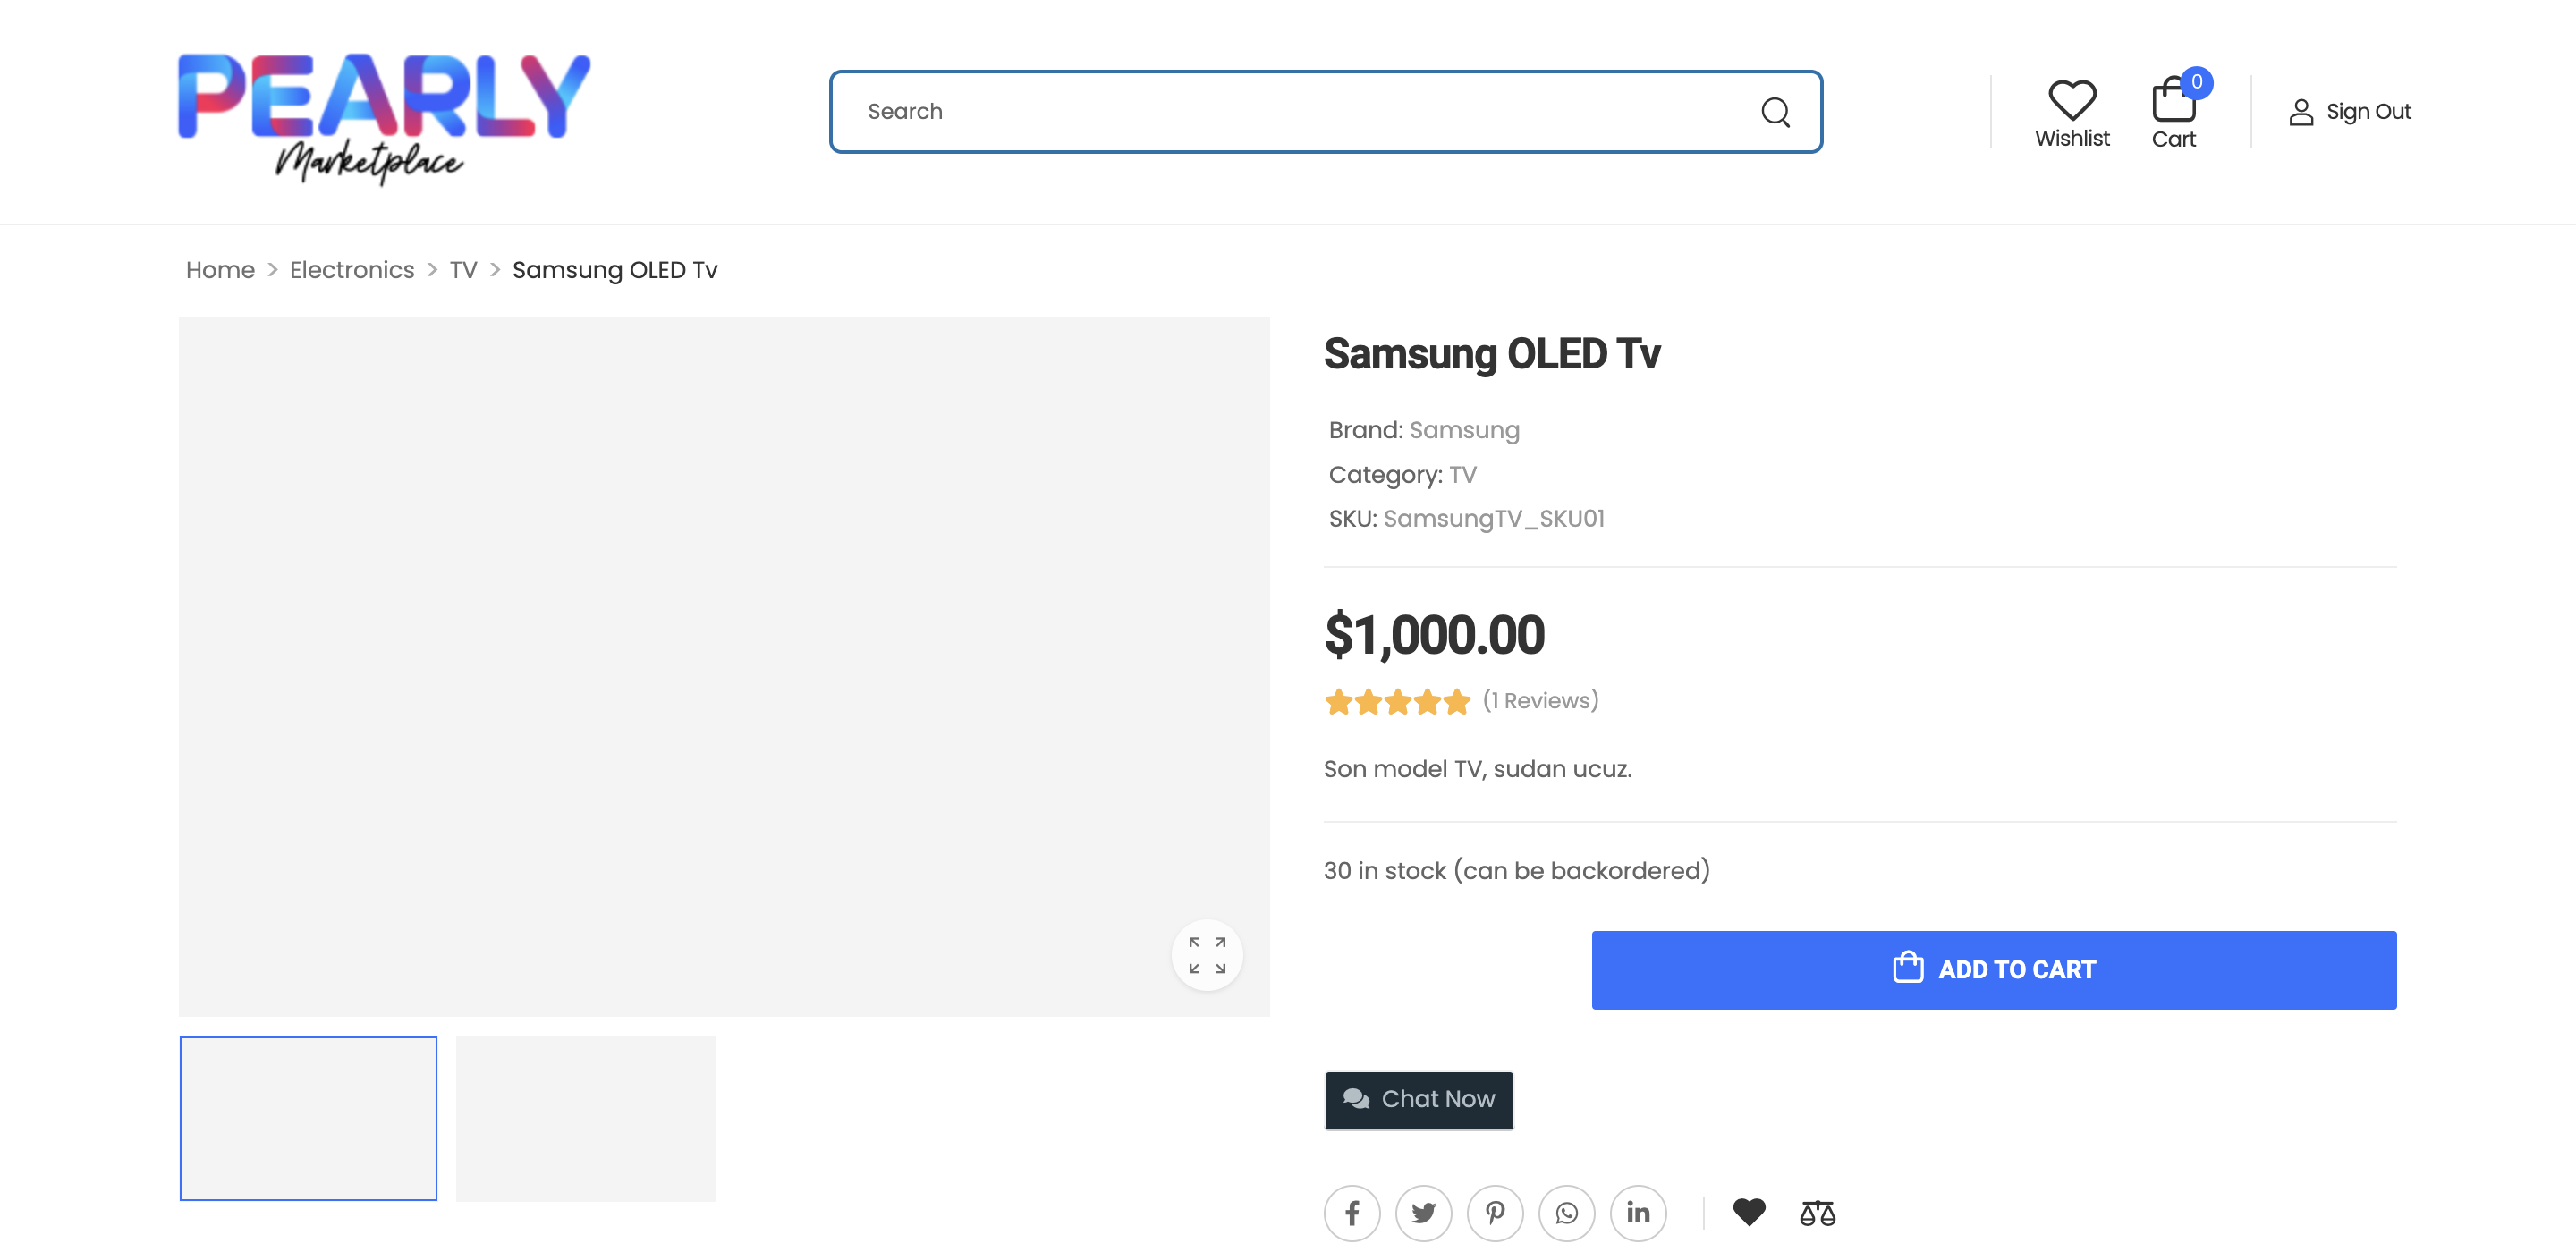 PEARLY
Marketplace
Search
Wishlist
0
Cart
Sign Out
Home > Electronics > TV > Samsung OLED Tv
Samsung OLED Tv
Brand: Samsung
Category: TV
SKU: SamsungTV_SKU01
$1,000.00
(1 Reviews)
Son model TV, sudan ucuz.
30 in stock (can be backordered)
ADD TO CART
Chat Now